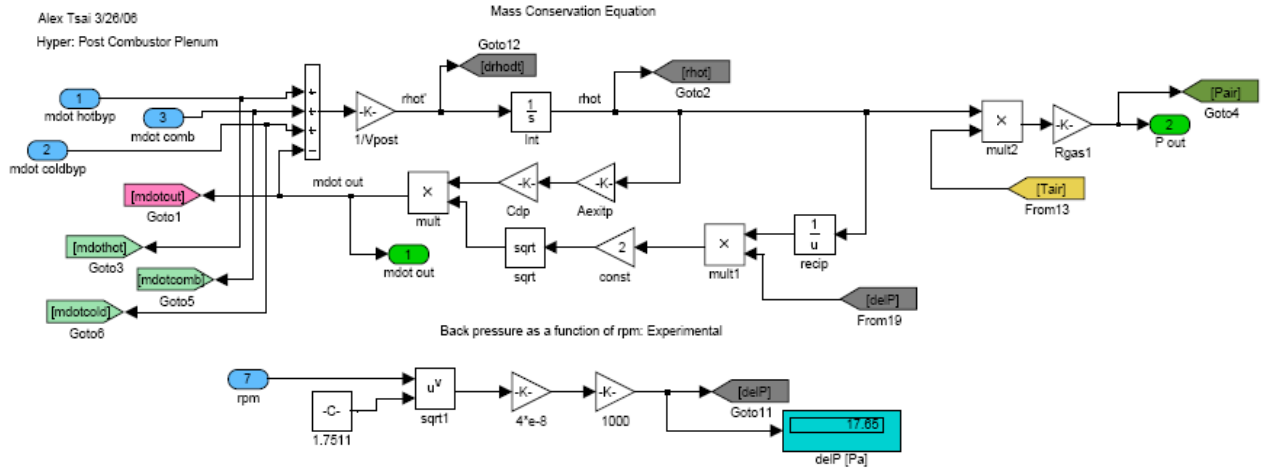 Alex Tsai 3/26/06
Mass Conservation Equation
Hyper: Post Combustor Plenum
Goto12
[drhodt]
[rhot]
Goto2
[Pair]
Goto4
1
mdot hotbyp
3
mdot comb
2
mdot coldbyp
+
+
+
−
-K-
1/Vpost
rhot'
1
s
Int
rhot
×
mult2
-K-
Rgas1
2
P out
[Tair]
From13
[mdotout]
Goto1
mdot out
×
mult
-K-
Cdp
-K-
Aexitp
[mdothot]
Goto3
1
mdot out
sqrt
sqrt
2
const
×
mult1
1
u
recip
[mdotcomb]
Goto5
[mdotcold]
Goto6
[delP]
From19
Back pressure as a function of rpm: Experimental
7
rpm
-C-
1.7511
u^v
sqrt1
-K-
4*e-8
-K-
1000
[delP]
Goto11
17.65
delP [Pa]